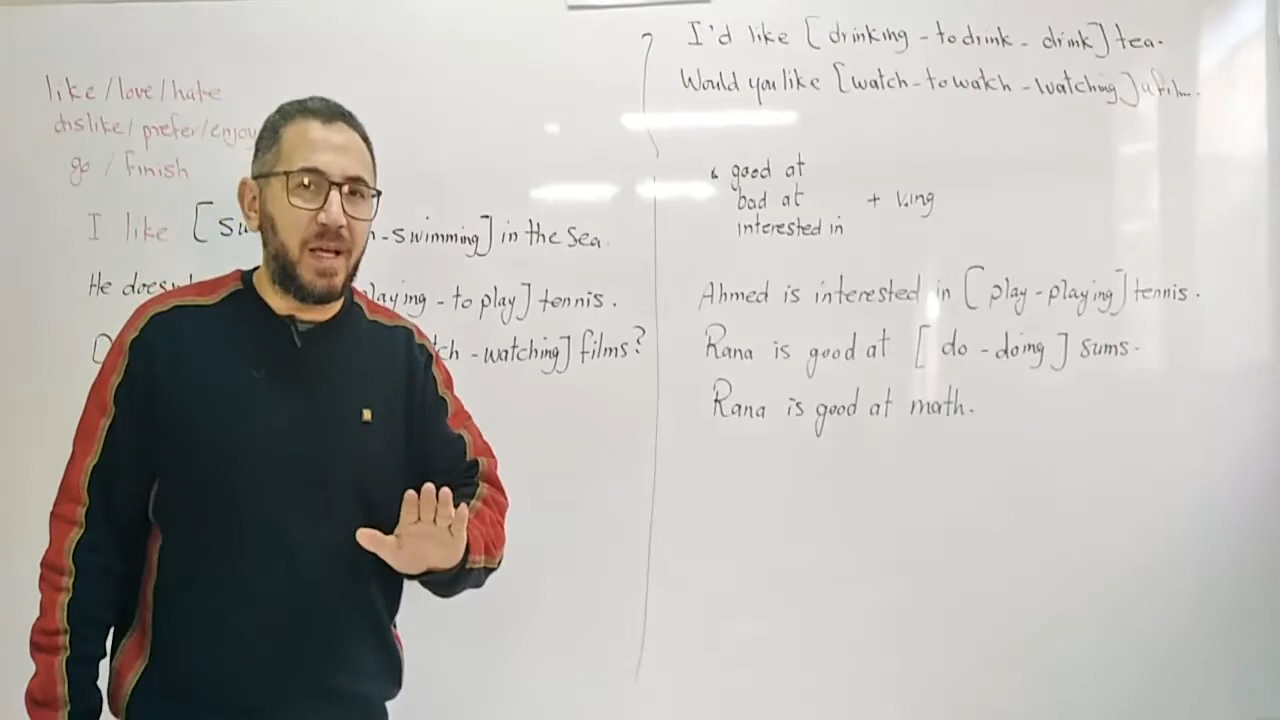 like / love / hate
dislike / prefer / enjoy
go / finish
I like [ - swimming] in the sea.
He playing - to play] tennis.
- watching] films?
I'd like [drinking - to drink - drink] tea.
Would you like [watch - to watch - watching] a film.
good at
bad at + v.ing
interested in
Ahmed is interested in [play - playing] tennis.
Rana is good at [do - doing] sums.
Rana is good at math.